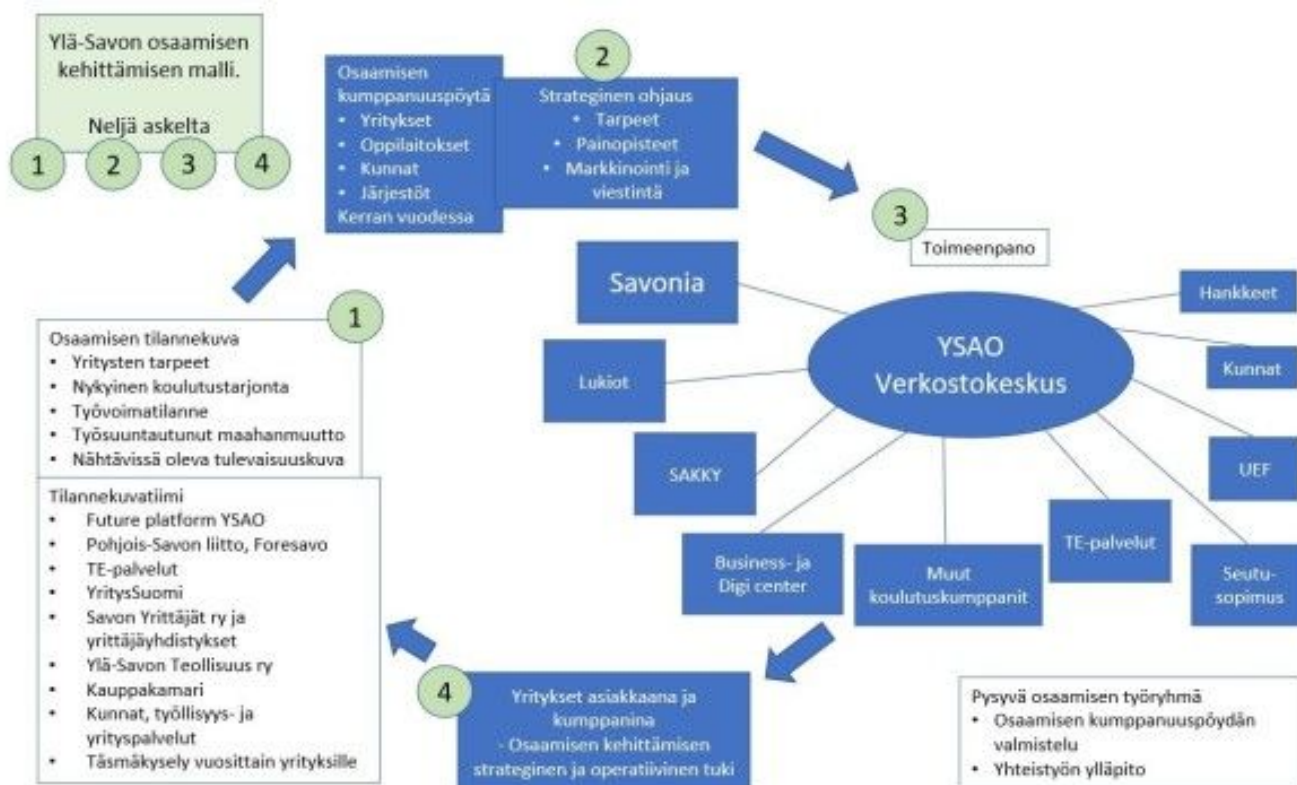 Ylä-Savon osaamisen
kehittämisen malli.
Neljä askelta
1 2 3 4
Osaamisen
kumppanuuspöytä
• Yritykset
• Oppilaitokset
• Kunnat
• Järjestöt
Kerran vuodessa
2
Strateginen ohjaus
• Tarpeet
• Painopisteet
• Markkinointi ja
viestintä
3
Toimeenpano
Savonia
Lukiot
SAKKY
Business- ja
Digi center
Muut
koulutuskumppanit
TE-palvelut
Seutu-
sopimus
UEF
Kunnat
Hankkeet
YSAO
Verkostokeskus
1
Osaamisen tilannekuva
• Yritysten tarpeet
• Nykyinen koulutustarjonta
• Työvoimatilanne
• Työsuuntautunut maahanmuutto
• Nähtävissä oleva tulevaisuuskuva
Tilannekuvatiimi
• Future platform YSAO
• Pohjois-Savon liitto, Foresavo
• TE-palvelut
• YritysSuomi
• Savon Yrittäjät ry ja
yrittäjäyhdistykset
• Ylä-Savon Teollisuus ry
• Kauppakamari
• Kunnat, työllisyys- ja
yrityspalvelut
• Täsmäkysely vuosittain yrityksille
4
Yritykset asiakkaana ja
kumppanina
- Osaamisen kehittämisen
strateginen ja operatiivinen tuki
Pysyvä osaamisen työryhmä
• Osaamisen kumppanuuspöydän
valmistelu
• Yhteistyön ylläpito